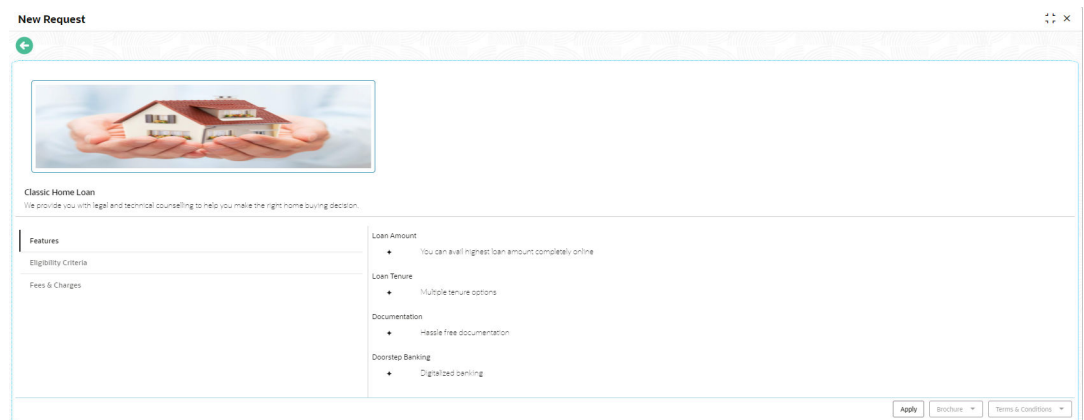 New Request
Classic Home Loan
We provide you with legal and technical counselling to help you make the right home buying decision.
Features
Eligibility Criteria
Fees & Charges
Loan Amount
You can avail highest loan amount completely online
Loan Tenure
Multiple tenure options
Documentation
Hassle free documentation
Doorstep Banking
Digitalized banking
Apply
Brochure
Terms & Conditions